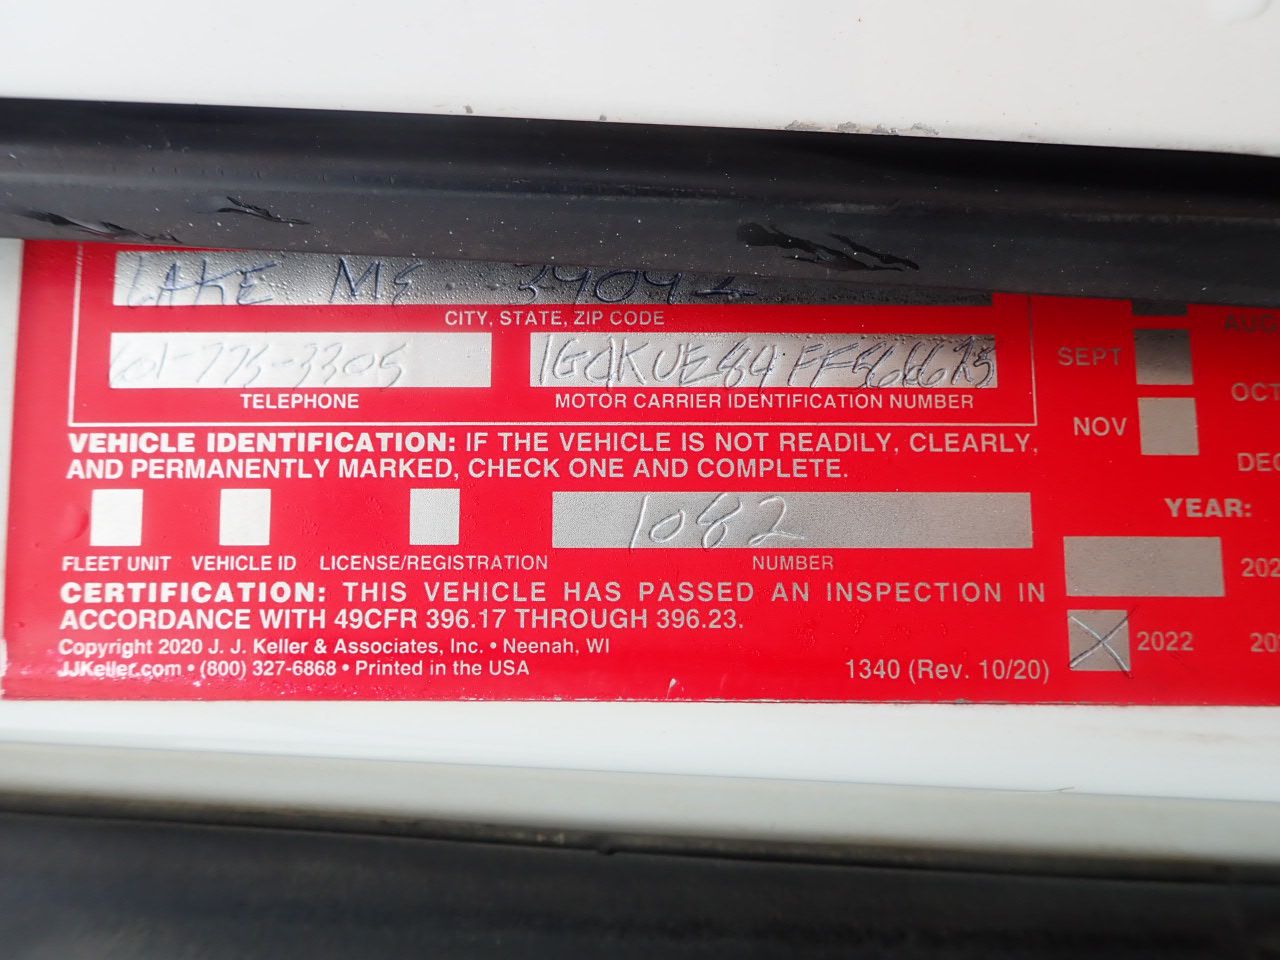 LAKE MS 39092
CITY, STATE, ZIP CODE
601-775-3305
TELEPHONE
MOTOR CARRIER IDENTIFICATION NUMBER
VEHICLE IDENTIFICATION: IF THE VEHICLE IS NOT READILY, CLEARLY,
AND PERMANENTLY MARKED, CHECK ONE AND COMPLETE.
1082
FLEET UNIT VEHICLE ID LICENSE/REGISTRATION NUMBER
CERTIFICATION: THIS VEHICLE HAS PASSED AN INSPECTION IN
ACCORDANCE WITH 49CFR 396.17 THROUGH 396.23.
Copyright 2020 J. J. Keller & Associates, Inc. • Neenah, WI
JJKeller.com • (800) 327-6868 • Printed in the USA
1340 (Rev. 10/20)
AUG
SEPT
OCT
NOV
DEC
YEAR:
202
2022
20